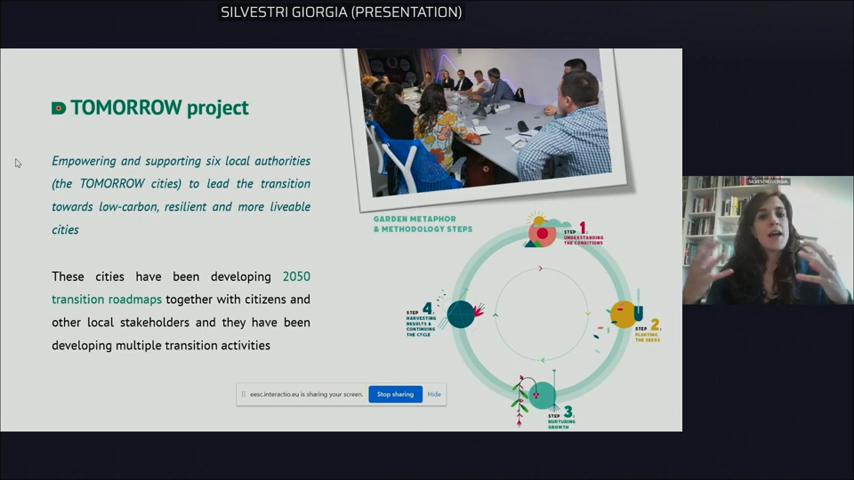 SILVESTRI GIORGIA (PRESENTATION)
TOMORROW project
Empowering and supporting six local authorities
(the TOMORROW cities) to lead the transition
towards low-carbon, resilient and more liveable
cities
These cities have been developing 2050
transition roadmaps together with citizens and
other local stakeholders and they have been
developing multiple transition activities
GARDEN METAPHOR
& METHODOLOGY STEPS
STEP 1:
UNDERSTANDING
THE CONDITIONS
STEP 2:
PLANTING
THE SEEDS
STEP 3:
NURTURING
GROWTH
STEP 4:
HARVESTING
RESULTS &
CONTINUING
THE CYCLE
eesc.interactio.eu is sharing your screen.
Stop sharing
Hide
SILVESTRI GIORGIA